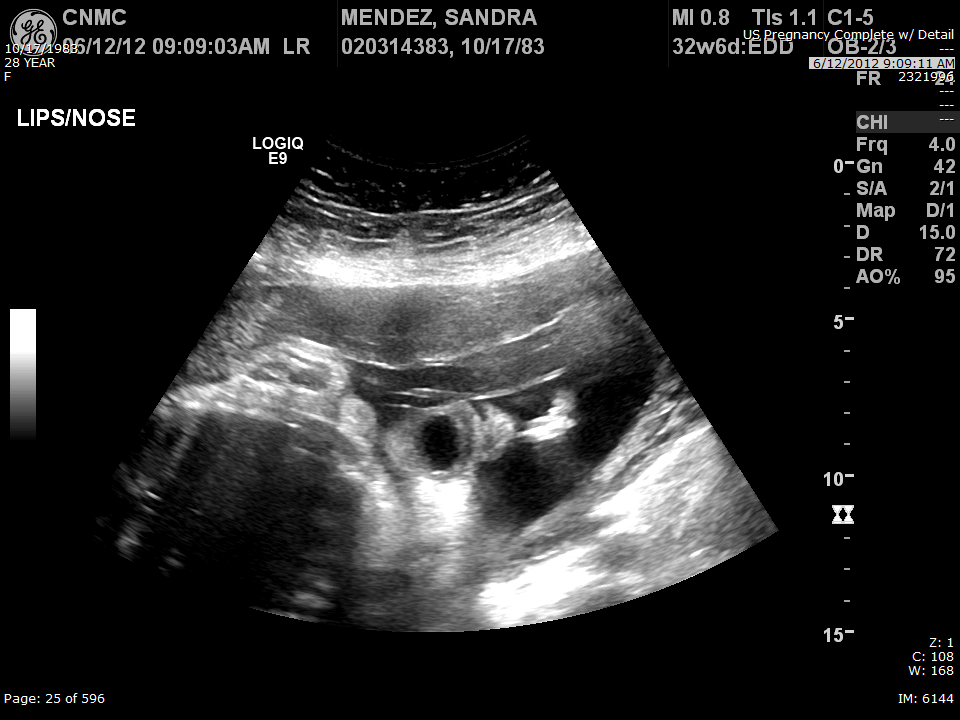 CNMC
MENDEZ, SANDRA
MI 0.8 TIs 1.1 C1-5
US Pregnancy Complete w/ Detail
10/17/1983
06/12/12 09:09:03AM LR
020314383, 10/17/83
32w6d:EDD
OB-2/3
---
28 YEAR
6/12/2012 9:09:11 AM
F
FR 24
2321996
---
---
LIPS/NOSE
CHI ---
LOGIQ
E9
Frq 4.0
Gn 42
S/A 2/1
Map D/1
D 15.0
DR 72
AO% 95
0
5
10
15
Z: 1
C: 108
W: 168
Page: 25 of 596
IM: 6144